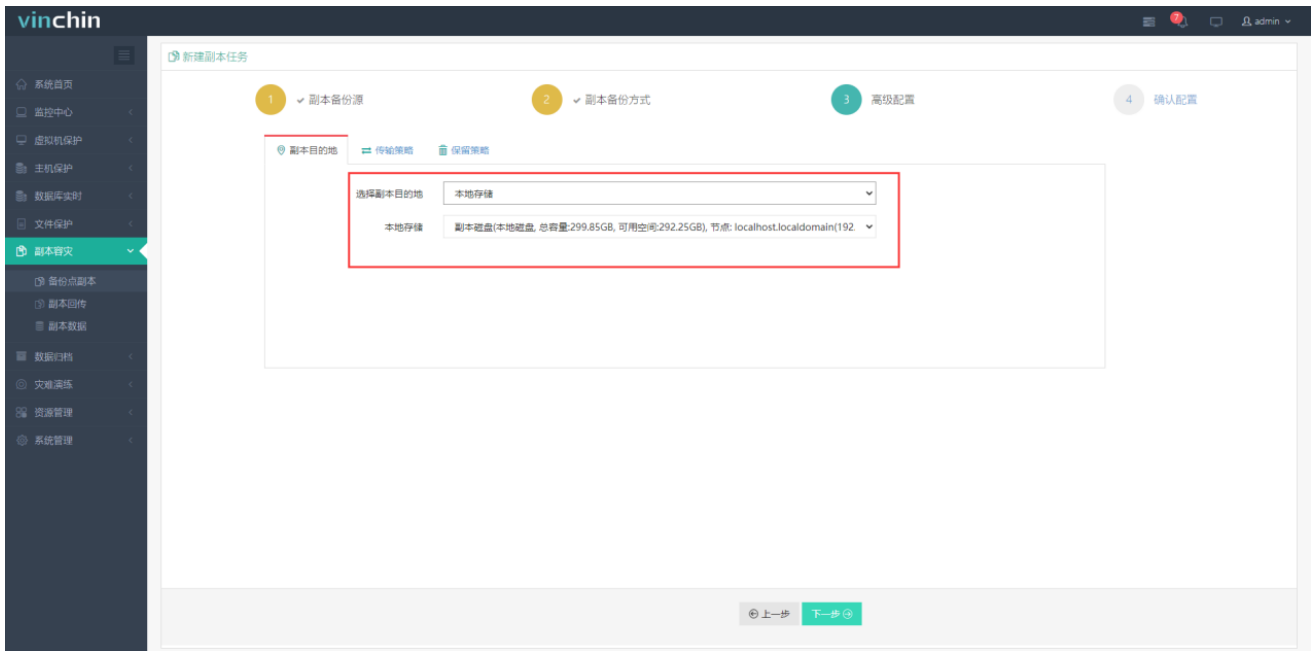 vinchin
7
admin
系统首页
监控中心
虚拟机保护
主机保护
数据库实时
文件保护
副本容灾
备份点副本
副本回传
副本数据
数据归档
灾难演练
资源管理
系统管理
新建副本任务
1 副本备份源
2 副本备份方式
3 高级配置
4 确认配置
副本目的地 传输策略 保留策略
选择副本目的地 本地存储
本地存储 副本磁盘(本地磁盘, 总容量:299.85GB, 可用空间:292.25GB), 节点: localhost.localdomain(192.
上一步 下一步